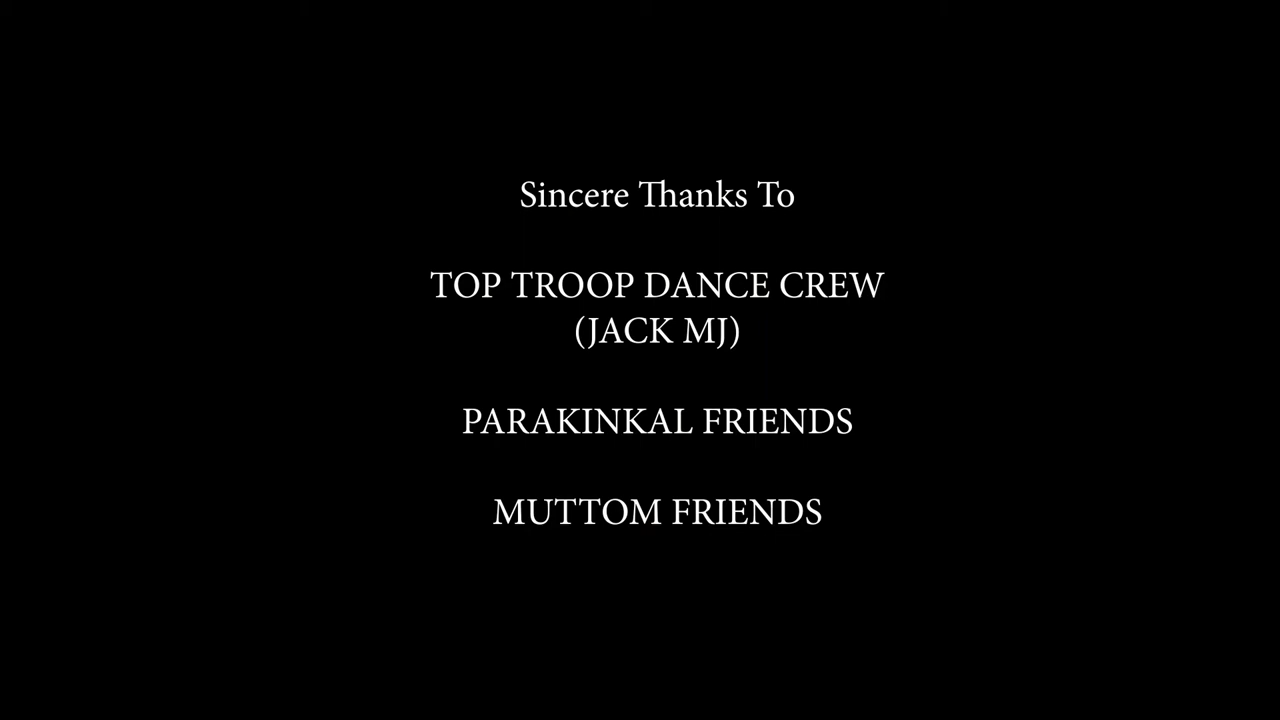 Sincere Thanks To
TOP TROOP DANCE CREW
(JACK MJ)
PARAKINKAL FRIENDS
MUTTOM FRIENDS